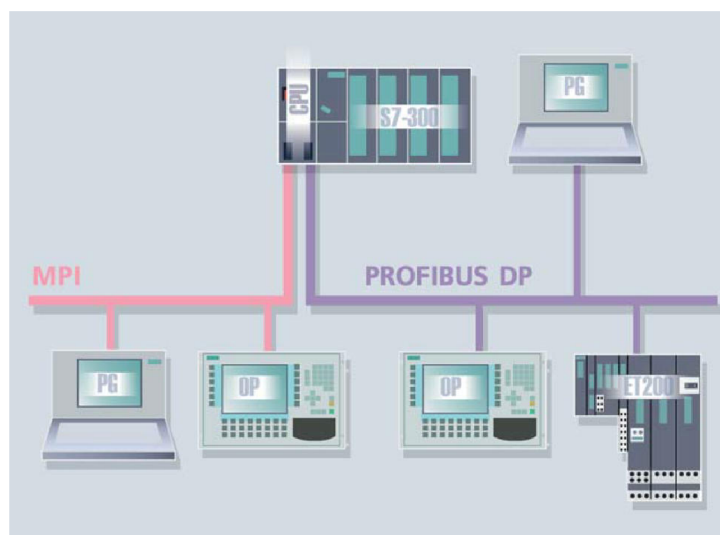 CPU
S7-300
PG
MPI
PROFIBUS DP
PG
OP
OP
ET200